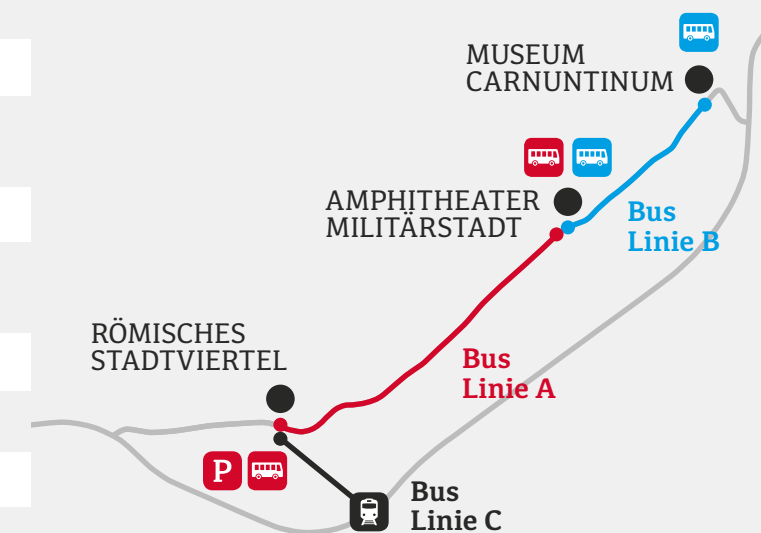 MUSEUM
CARNUNTINUM
AMPHITHEATER
MILITÄRSTADT
Bus
Linie B
RÖMISCHES
STADTVIERTEL
Bus
Linie A
P
Bus
Linie C